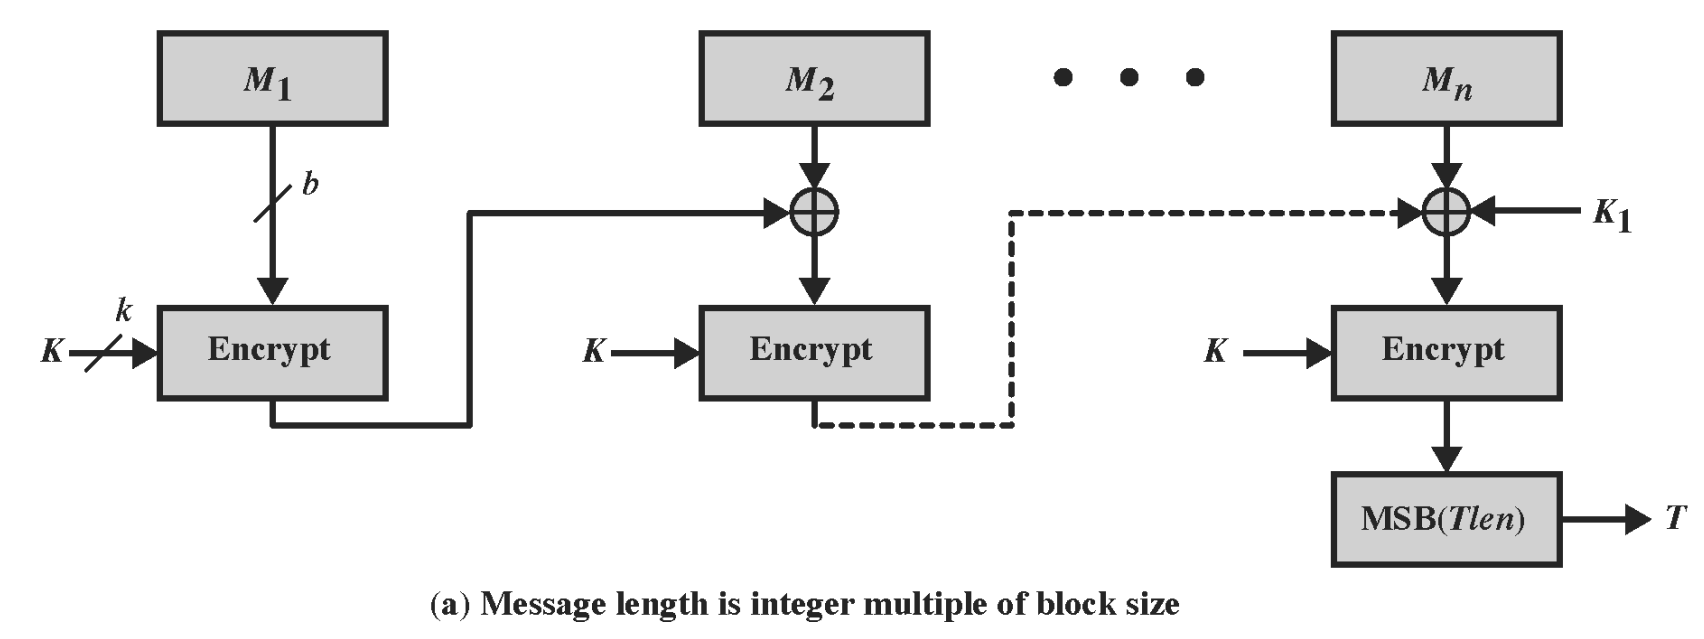 M1 M2 • • • Mn
b
K1
k
K Encrypt K Encrypt K Encrypt
MSB(Tlen) T
(a) Message length is integer multiple of block size